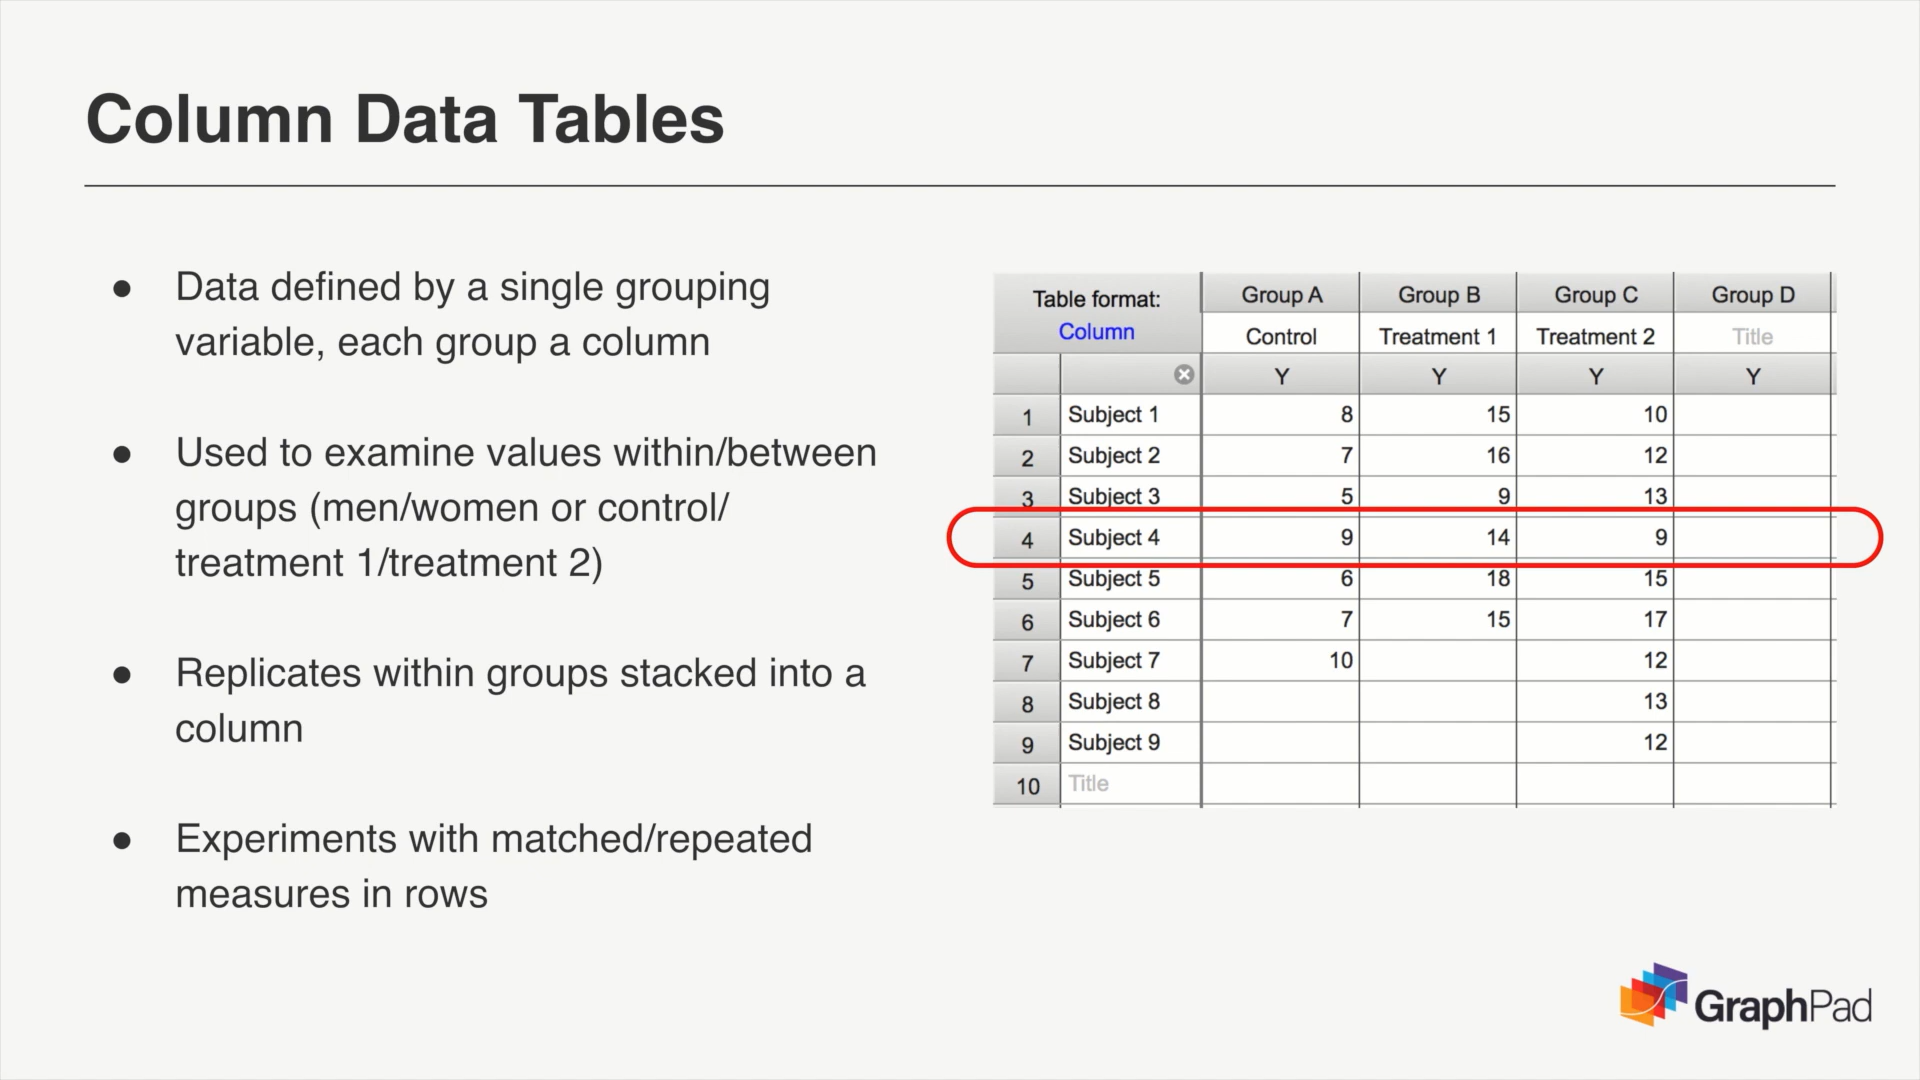 Column Data Tables
● Data defined by a single grouping
variable, each group a column
● Used to examine values within/between
groups (men/women or control/
treatment 1/treatment 2)
● Replicates within groups stacked into a
column
● Experiments with matched/repeated
measures in rows
Table format: Group A Group B Group C Group D
Column Control Treatment 1 Treatment 2 Title
Y Y Y Y
1 Subject 1 8 15 10
2 Subject 2 7 16 12
3 Subject 3 5 9 13
4 Subject 4 9 14 9
5 Subject 5 6 18 15
6 Subject 6 7 15 17
7 Subject 7 10 12
8 Subject 8 13
9 Subject 9 12
10 Title
GraphPad